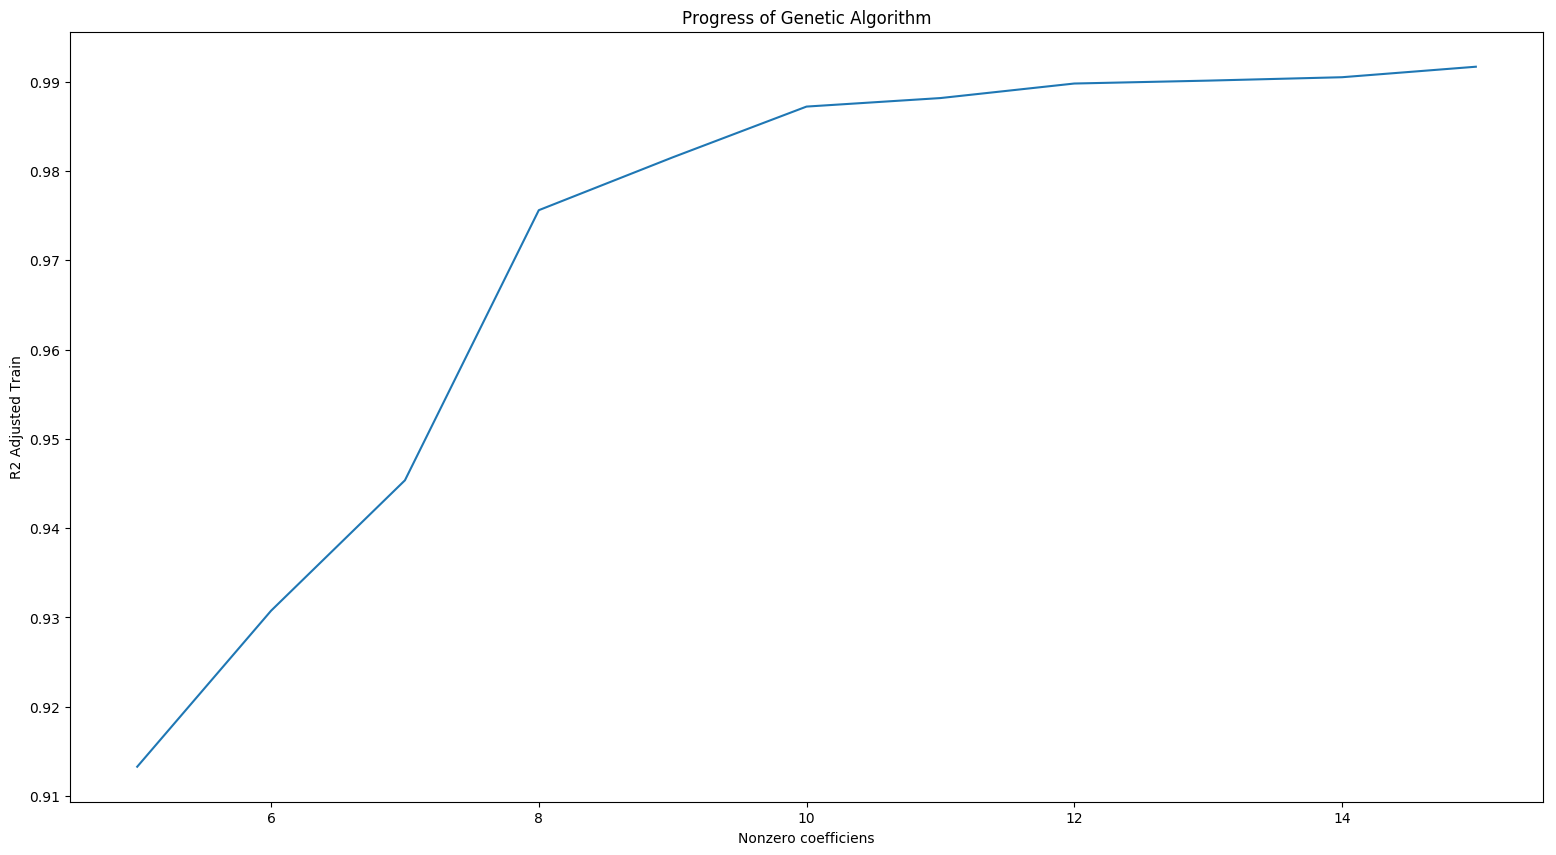 Progress of Genetic Algorithm
0.99
0.98
0.97
0.96
0.95
0.94
0.93
0.92
0.91
R2 Adjusted Train
6 8 10 12 14
Nonzero coefficiens